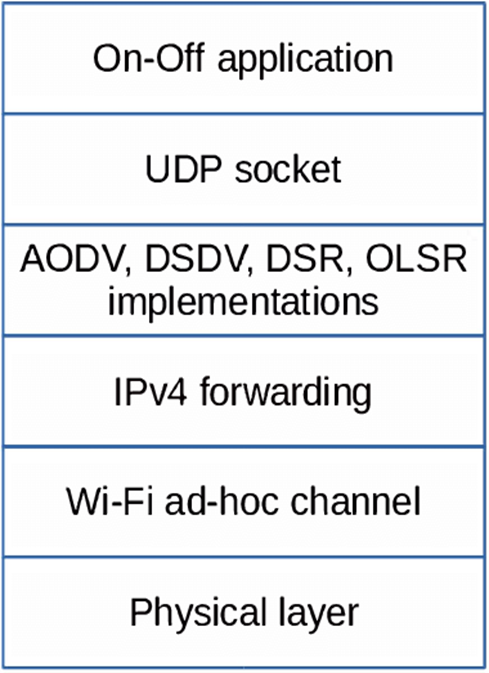 On-Off application
UDP socket
AODV, DSDV, DSR, OLSR
implementations
IPv4 forwarding
Wi-Fi ad-hoc channel
Physical layer